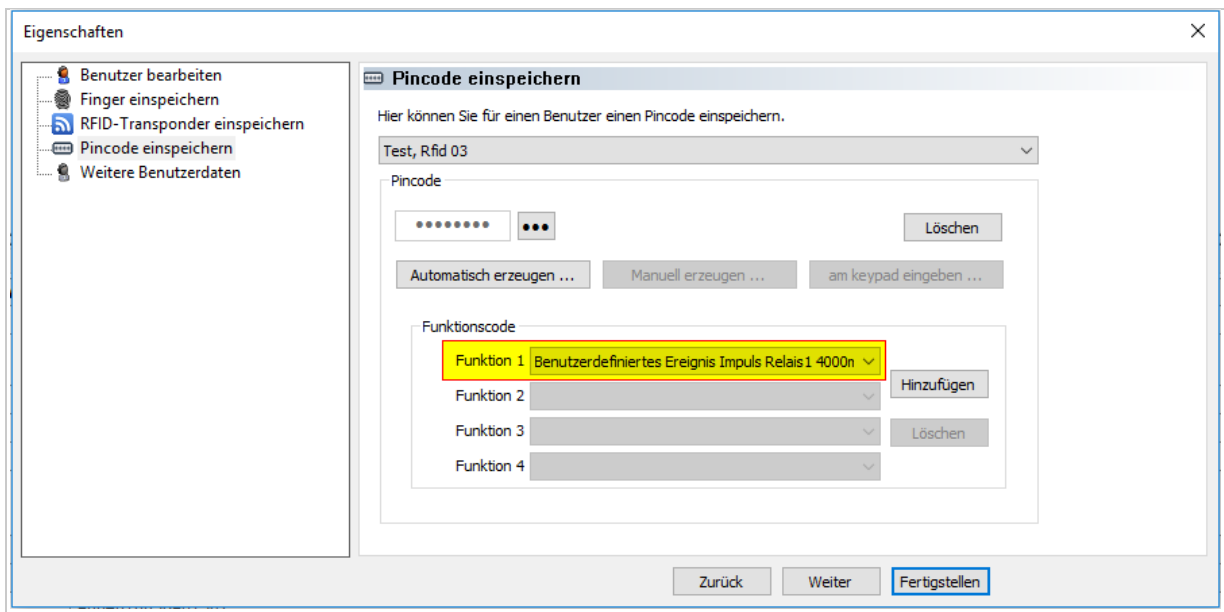 Eigenschaften
Benutzer bearbeiten
Finger einspeichern
RFID-Transponder einspeichern
Pincode einspeichern
Weitere Benutzerdaten
Pincode einspeichern
Hier können Sie für einen Benutzer einen Pincode einspeichern.
Test, Rfid 03
Pincode
●●●●●●●● ●●●
Löschen
Automatisch erzeugen ...
Manuell erzeugen ...
am keypad eingeben ...
Funktionscode
Funktion 1 Benutzerdefiniertes Ereignis Impuls Relais1 4000
Funktion 2
Funktion 3
Funktion 4
Hinzufügen
Löschen
Zurück
Weiter
Fertigstellen